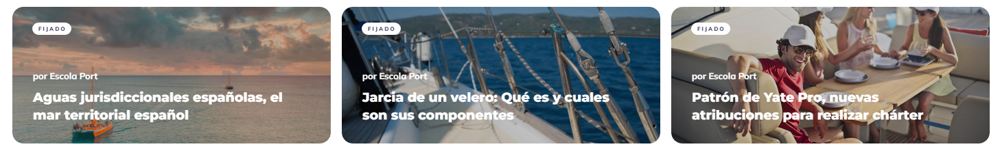 FIJADO
por Escola Port
Aguas jurisdiccionales españolas, el
mar territorial español
FIJADO
por Escola Port
Jarcia de un velero: Qué es y cuales
son sus componentes
FIJADO
por Escola Port
Patrón de Yate Pro, nuevas
atribuciones para realizar chárter